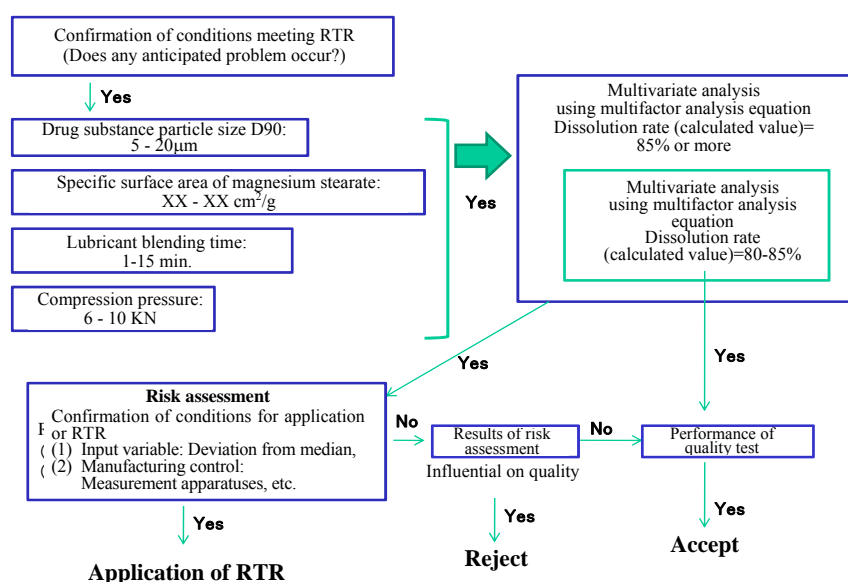 Confirmation of conditions meeting RTR
(Does any anticipated problem occur?)
Yes
Drug substance particle size D90:
5 - 20μm
Specific surface area of magnesium stearate:
XX - XX cm²/g
Lubricant blending time:
1-15 min.
Compression pressure:
6 - 10 KN
Yes
Multivariate analysis
using multifactor analysis equation
Dissolution rate (calculated value)=
85% or more
Multivariate analysis
using multifactor analysis
equation
Dissolution rate
(calculated value)=80-85%
Yes
Yes
Risk assessment
Confirmation of conditions for application
or RTR
(1) Input variable: Deviation from median,
(2) Manufacturing control:
Measurement apparatuses, etc.
No
Results of risk
assessment
Influential on quality
No
Performance of
quality test
Yes
Yes
Yes
Application of RTR
Reject
Accept